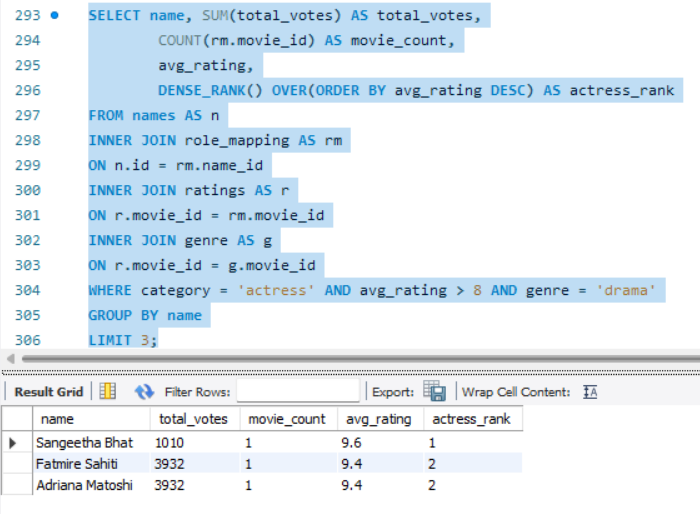 293 SELECT name, SUM(total_votes) AS total_votes,
294 COUNT(rm.movie_id) AS movie_count,
295 avg_rating,
296 DENSE_RANK() OVER(ORDER BY avg_rating DESC) AS actress_rank
297 FROM names AS n
298 INNER JOIN role_mapping AS rm
299 ON n.id = rm.name_id
300 INNER JOIN ratings AS r
301 ON r.movie_id = rm.movie_id
302 INNER JOIN genre AS g
303 ON r.movie_id = g.movie_id
304 WHERE category = 'actress' AND avg_rating > 8 AND genre = 'drama'
305 GROUP BY name
306 LIMIT 3;
Result Grid Filter Rows: Export: Wrap Cell Content: IA
name total_votes movie_count avg_rating actress_rank
Sangeetha Bhat 1010 1 9.6 1
Fatmire Sahiti 3932 1 9.4 2
Adriana Matoshi 3932 1 9.4 2